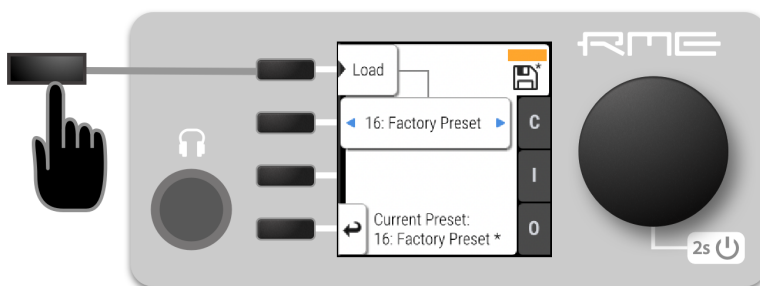 RME
Load
*
16: Factory Preset
C
I
Current Preset:
16: Factory Preset *
O
2s